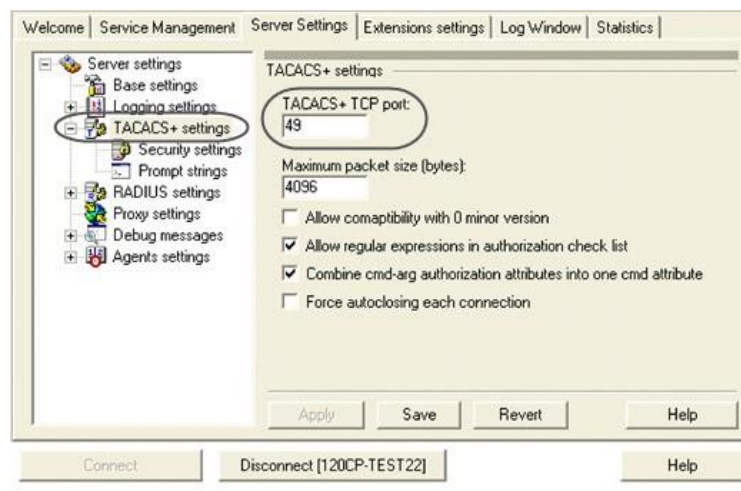 Welcome Service Management Server Settings Extensions settings Log Window Statistics
Server settings
Base settings
Logging settings
TACACS+ settings
Security settings
Prompt strings
RADIUS settings
Proxy settings
Debug messages
Agents settings
TACACS+ settings
TACACS+ TCP port:
49
Maximum packet size (bytes):
4096
Allow comaptibility with 0 minor version
Allow regular expressions in authorization check list
Combine cmd-arg authorization attributes into one cmd attribute
Force autoclosing each connection
Apply Save Revert Help
Connect Disconnect [120CP-TEST22] Help